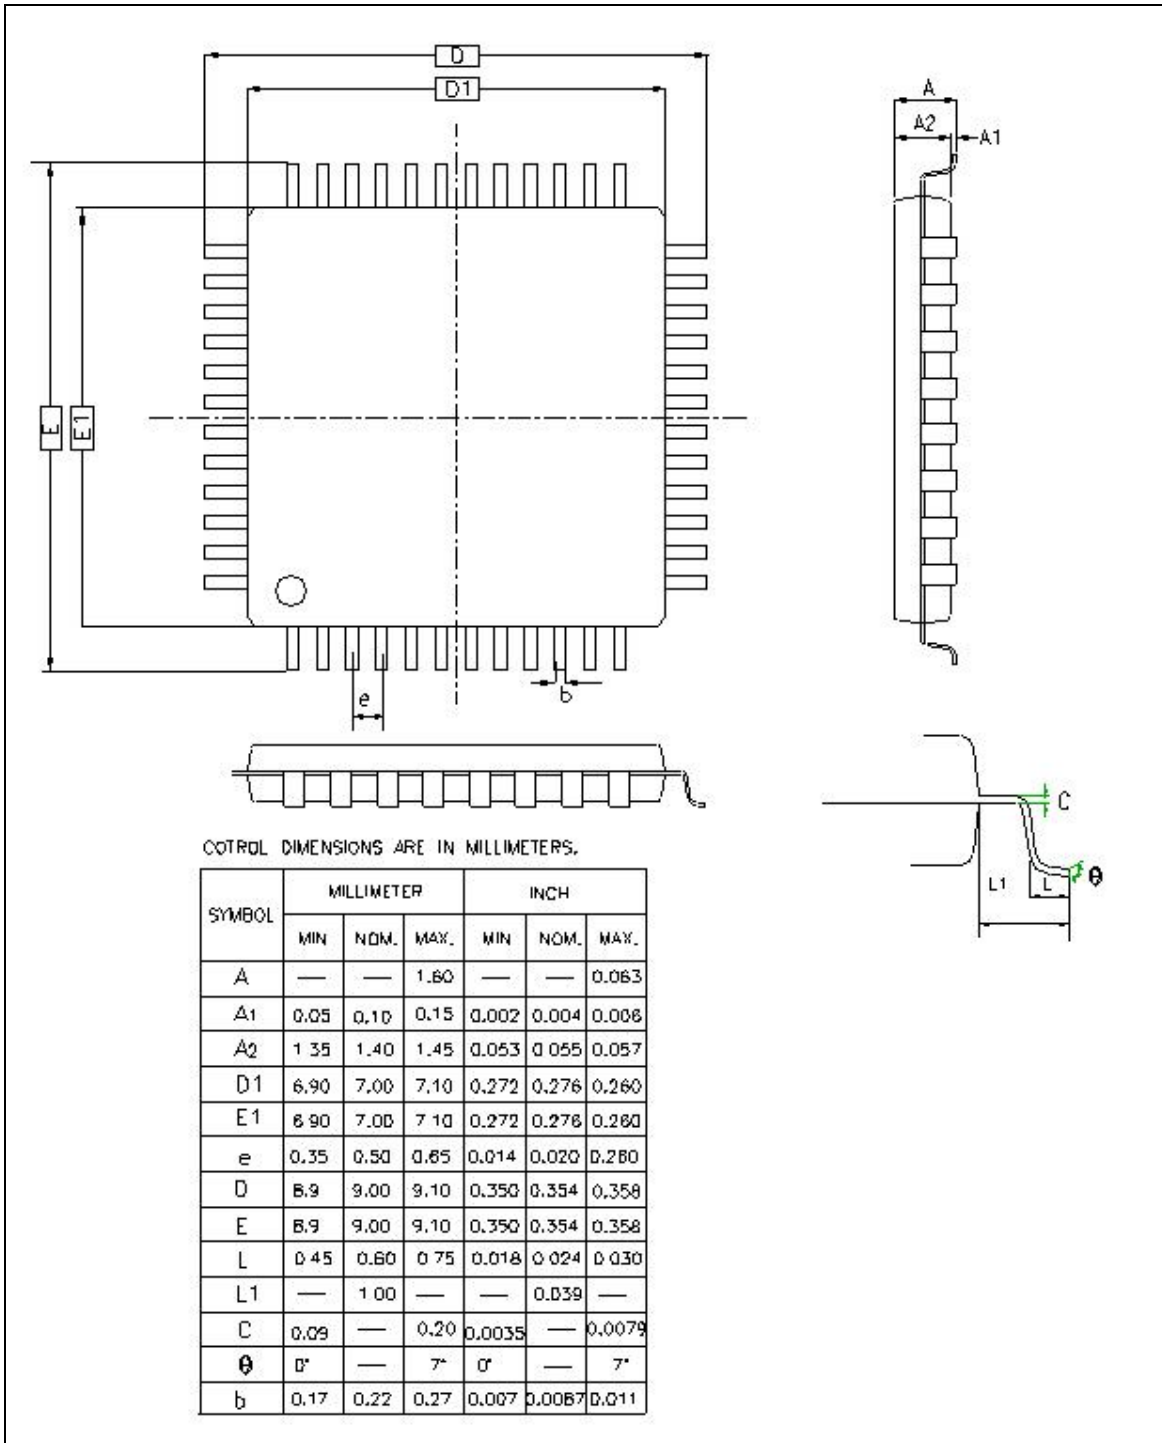 D
D1
A
A2
A1
E
E1
e
b
C
L1
L
θ
COTROL DIMENSIONS ARE IN MILLIMETERS.
SYMBOL MILLIMETER INCH
MIN NOM. MAX. MIN NOM. MAX.
A — — 1.60 — — 0.063
A1 0.05 0.10 0.15 0.002 0.004 0.006
A2 1 35 1.40 1.45 0.053 0 055 0.057
D1 6.90 7.00 7.10 0.272 0.276 0.260
E1 6 90 7.00 7 10 0.272 0.276 0.260
e 0.35 0.50 0.65 0.014 0.020 0.260
D 8.9 9.00 9.10 0.350 0.354 0.358
E 8.9 9.00 9.10 0.350 0.354 0.358
L 0 45 0.60 0 75 0.018 0 024 0 030
L1 — 1 00 — — 0.039 —
C 0.09 — 0.20 0.0035 — 0.0079
θ 0° — 7° 0° — 7°
b 0.17 0.22 0.27 0.007 0.0087 0.011